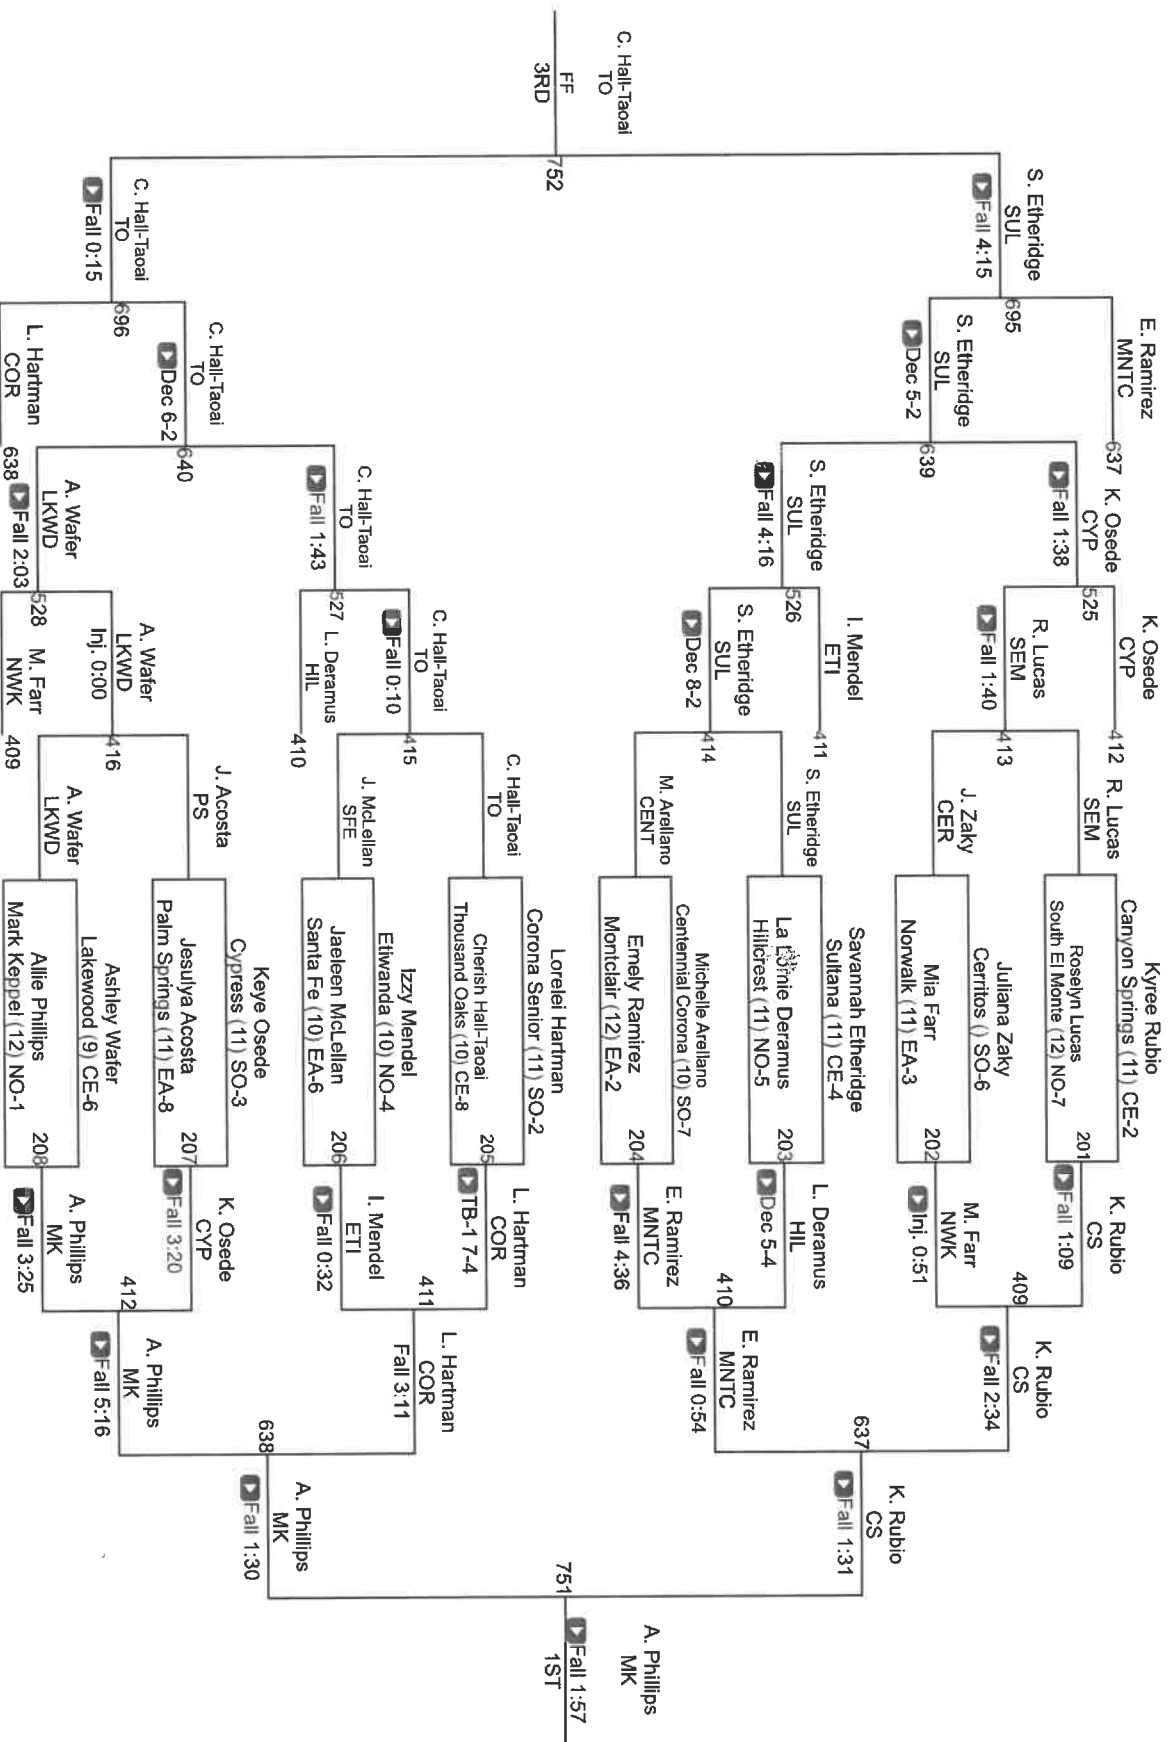 Kyree Rubio
Canyon Springs (11) CE-2
Roselyn Lucas
South El Monte (12) NO-7
201
Juliana Zaky
Cerritos () SO-6
Mia Farr
Norwalk (11) EA-3
202
Savannah Etheridge
Sultana (11) CE-4
Deramus
Hillcrest (11) NO-5
203
Michelle Arellano
Centennial Corona (10) SO-7
Emely Ramirez
Montclair (12) EA-2
204
Lorelei Hartman
Corona Senior (11) SO-2
Cherish Hall-Taoai
Thousand Oaks (10) CE-8
205
Izzy Mendel
Etiwanda (10) NO-4
Jaeleen McLellan
Santa Fe (10) EA-6
206
Keye Osede
Cypress (11) SO-3
Jesulya Acosta
Palm Springs (11) EA-8
207
Ashley Wafer
Lakewood (9) CE-6
Allie Phillips
Mark Keppel (12) NO-1
208
K. Rubio
CS
Fall 1:09
M. Farr
NWK
Inj. 0:51
409
L. Deramus
HIL
Dec 5-4
E. Ramirez
MNTC
Fall 4:36
410
L. Hartman
COR
TB-1 7-4
I. Mendel
ETI
Fall 0:32
411
K. Osede
CYP
Fall 3:20
A. Phillips
MK
Fall 3:25
412
K. Rubio
CS
Fall 2:34
E. Ramirez
MNTC
Fall 0:54
637
L. Hartman
COR
Fall 3:11
A. Phillips
MK
Fall 5:16
638
K. Rubio
CS
Fall 1:31
A. Phillips
MK
Fall 1:30
751
A. Phillips
MK
Fall 1:57
1ST
R. Lucas
SEM
J. Zaky
CER
413
S. Etheridge
SUL
M. Arellano
CENT
414
C. Hall-Taoai
TO
J. McLellan
SFE
415
J. Acosta
PS
A. Wafer
LKWD
416
K. Osede
CYP
412
R. Lucas
SEM
Fall 1:40
525
I. Mendel
ETI
411
S. Etheridge
SUL
Dec 8-2
526
C. Hall-Taoai
TO
Fall 0:10
L. Deramus
HIL
410
527
A. Wafer
LKWD
Inj. 0:00
M. Farr
NWK
409
528
K. Osede
CYP
Fall 1:38
S. Etheridge
SUL
Fall 4:16
639
C. Hall-Taoai
TO
Fall 1:43
A. Wafer
LKWD
Fall 2:03
640
E. Ramirez
MNTC
637
S. Etheridge
SUL
Dec 5-2
695
C. Hall-Taoai
TO
Dec 6-2
L. Hartman
COR
638
696
S. Etheridge
SUL
Fall 4:15
C. Hall-Taoai
TO
Fall 0:15
752
C. Hall-Taoai
TO
FF
3RD